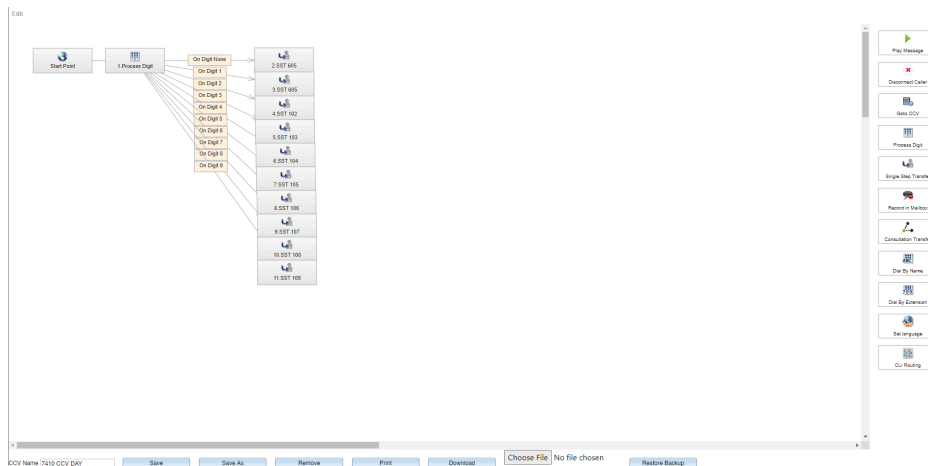 Edit
Start Point
1.Process Digit
On Digit None
On Digit 1
On Digit 2
On Digit 3
On Digit 4
On Digit 5
On Digit 6
On Digit 7
On Digit 8
On Digit 9
2.SST 605
3.SST 605
4.SST 102
5.SST 103
6.SST 104
7.SST 105
8.SST 106
9.SST 107
10.SST 108
11.SST 109
Play Message
Disconnect Caller
Goto CCV
Process Digit
Single Step Transfe
Record in Mailbox
Consultation Transfe
Dial By Name
Dial By Extension
Set language
CLI Routing
CCV Name 7410 CCV DAY Save Save As Remove Print Download Choose File No file chosen Restore Backup